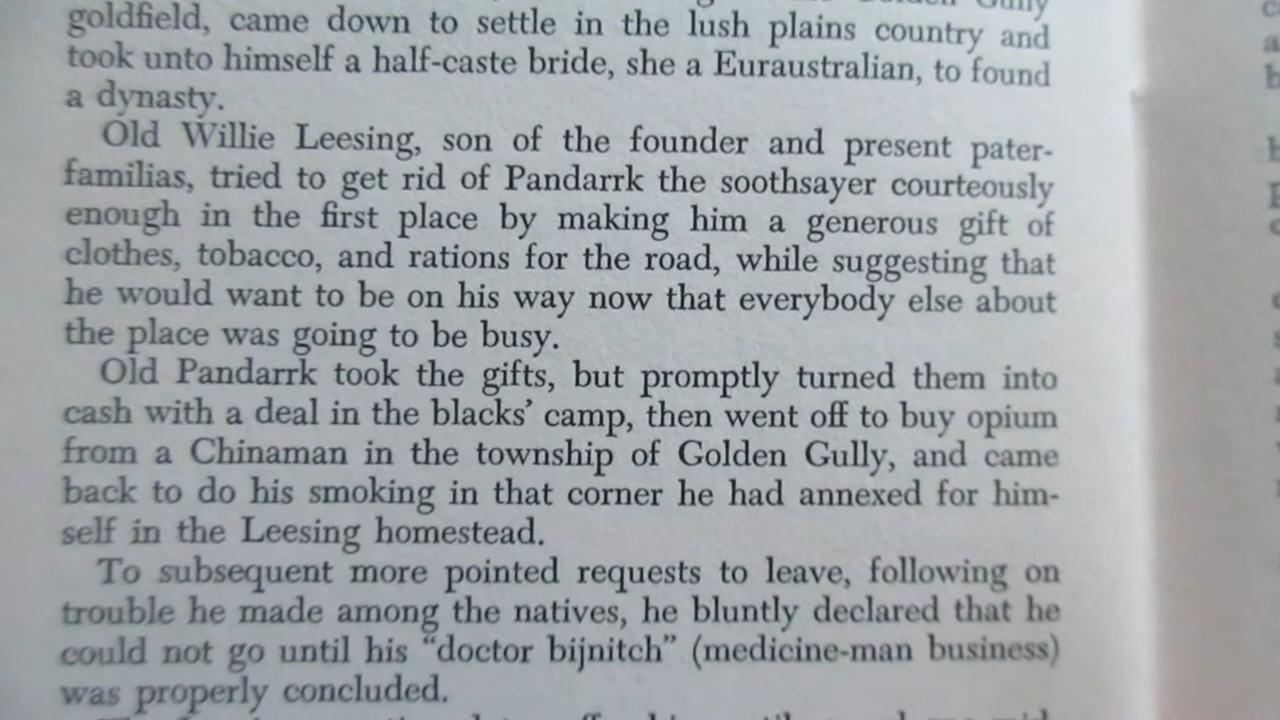 goldfield, came down to settle in the lush plains country and
took unto himself a half-caste bride, she a Euraustralian, to found
a dynasty.
Old Willie Leesing, son of the founder and present pater-
familias, tried to get rid of Pandarrk the soothsayer courteously
enough in the first place by making him a generous gift of
clothes, tobacco, and rations for the road, while suggesting that
he would want to be on his way now that everybody else about
the place was going to be busy.
Old Pandarrk took the gifts, but promptly turned them into
cash with a deal in the blacks' camp, then went off to buy opium
from a Chinaman in the township of Golden Gully, and came
back to do his smoking in that corner he had annexed for him-
self in the Leesing homestead.
To subsequent more pointed requests to leave, following on
trouble he made among the natives, he bluntly declared that he
could not go until his “doctor bijnitch” (medicine-man business)
was properly concluded.